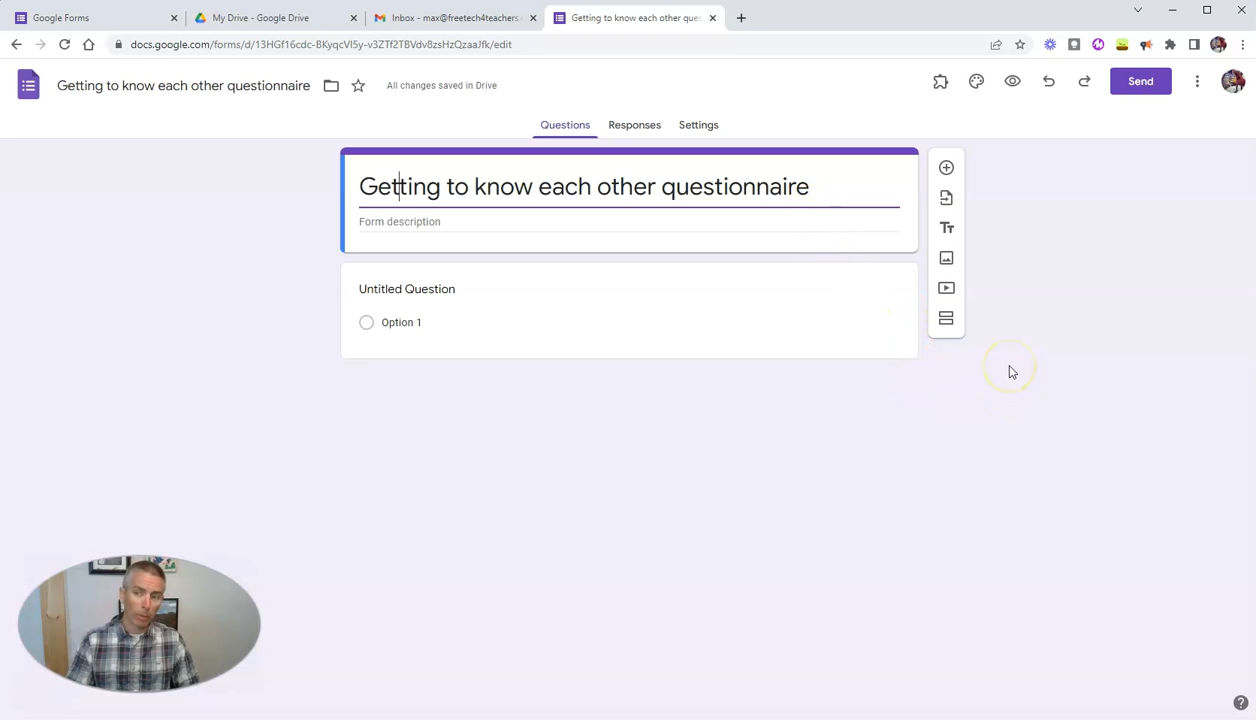 Google Forms
My Drive - Google Drive
Inbox - max@freetech4teachers.
Getting to know each other ques
docs.google.com/forms/d/13HGf16cdc-BKyqcVI5y-v3ZTf2TBVdv8zsHzQzaaJfk/edit
Getting to know each other questionnaire
All changes saved in Drive
Send
Questions Responses Settings
Getting to know each other questionnaire
Form description
Untitled Question
Option 1